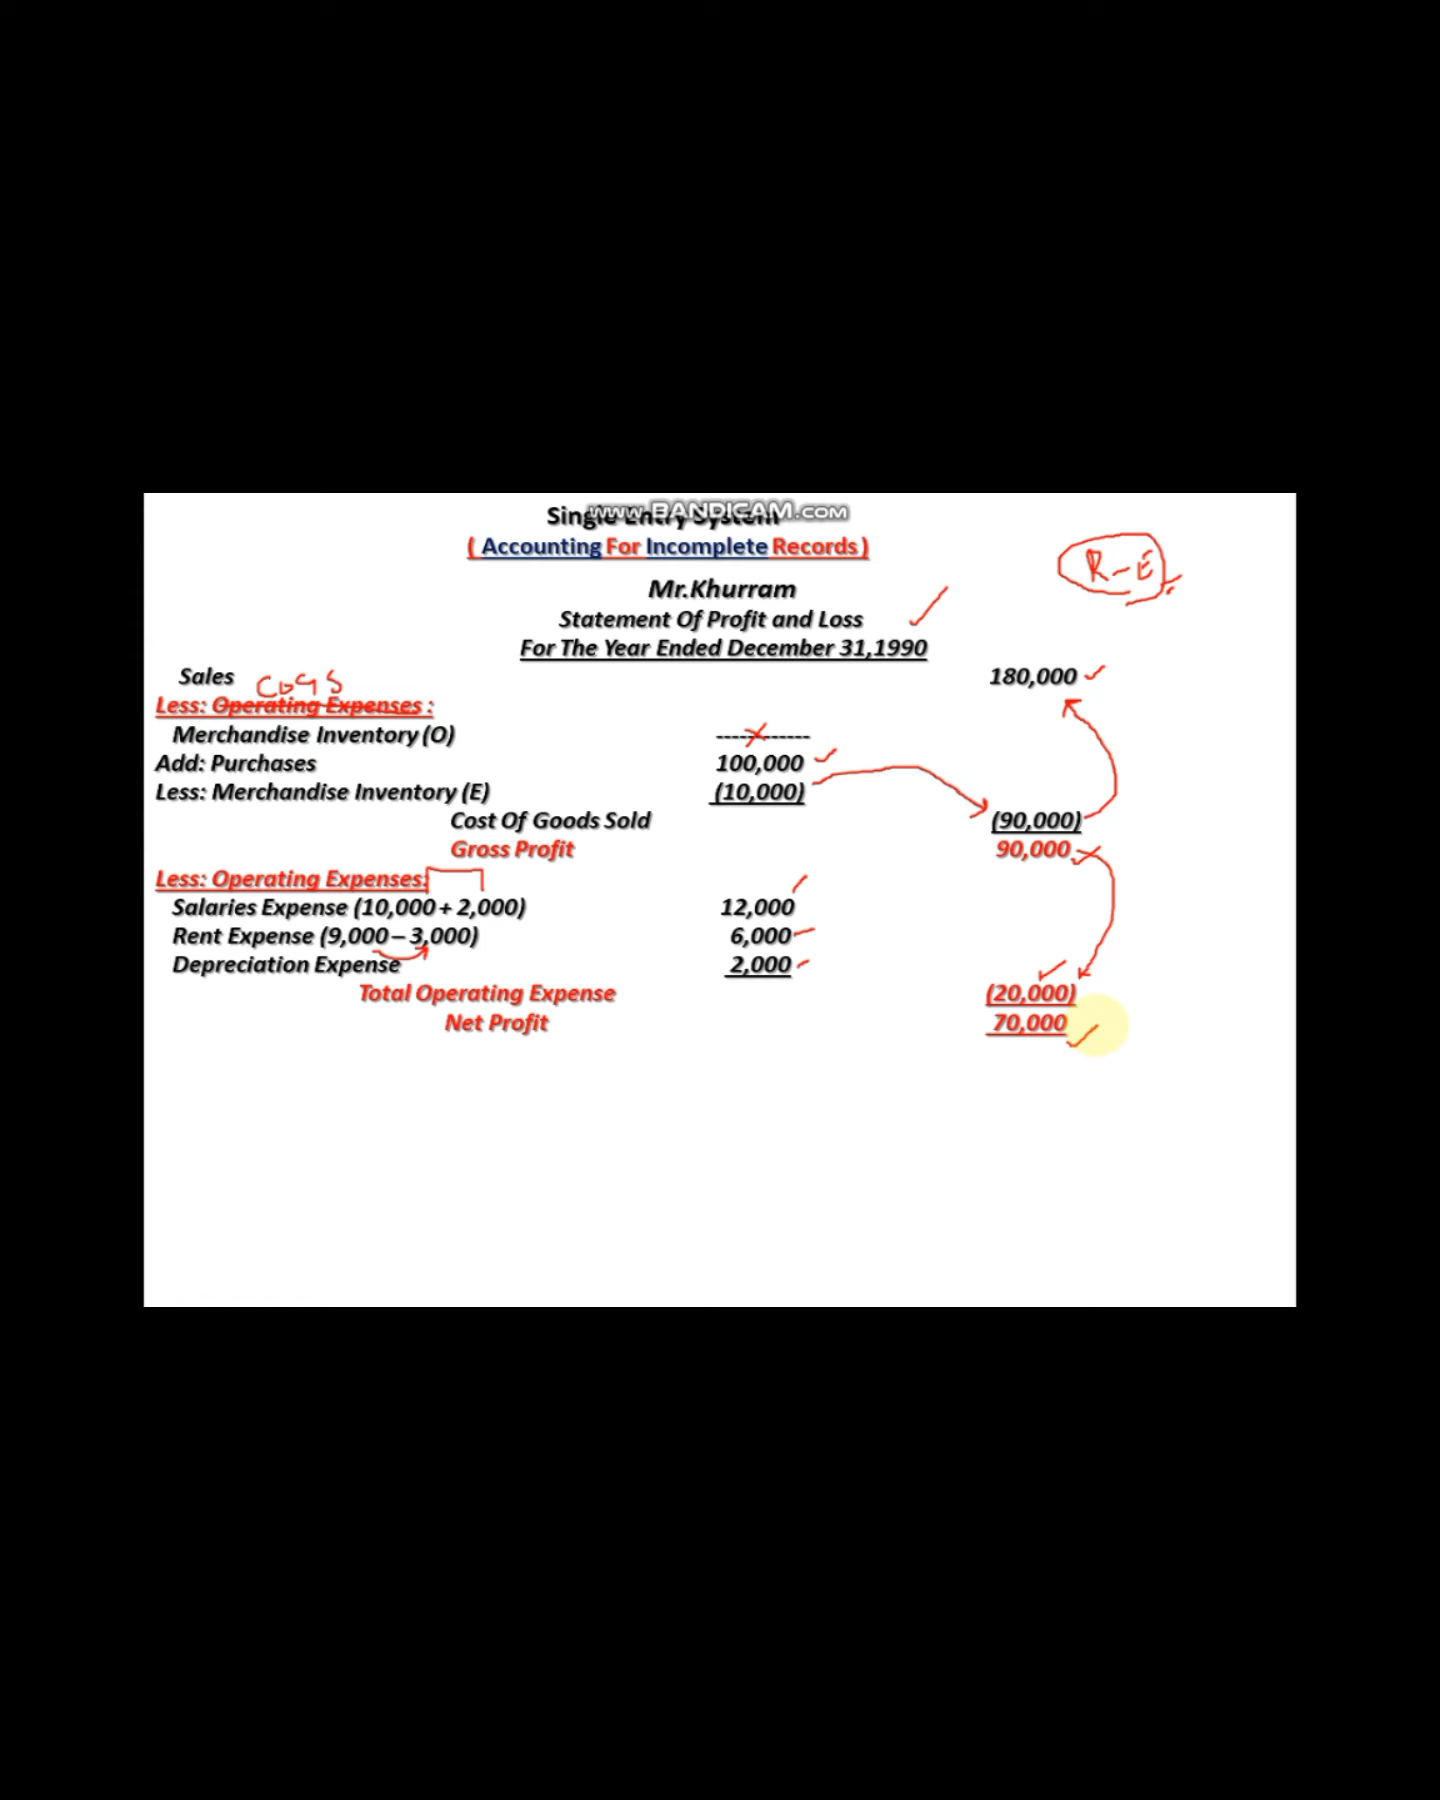 Single Entry System
www.BANDICAM.com
( Accounting For Incomplete Records )
R - E
Mr.Khurram
Statement Of Profit and Loss
For The Year Ended December 31,1990
Sales 180,000
COGS
Less: Operating Expenses :
Merchandise Inventory (O) -------------
Add: Purchases 100,000
Less: Merchandise Inventory (E) (10,000)
Cost Of Goods Sold (90,000)
Gross Profit 90,000
Less: Operating Expenses:
Salaries Expense (10,000 + 2,000) 12,000
Rent Expense (9,000 – 3,000) 6,000
Depreciation Expense 2,000
Total Operating Expense (20,000)
Net Profit 70,000